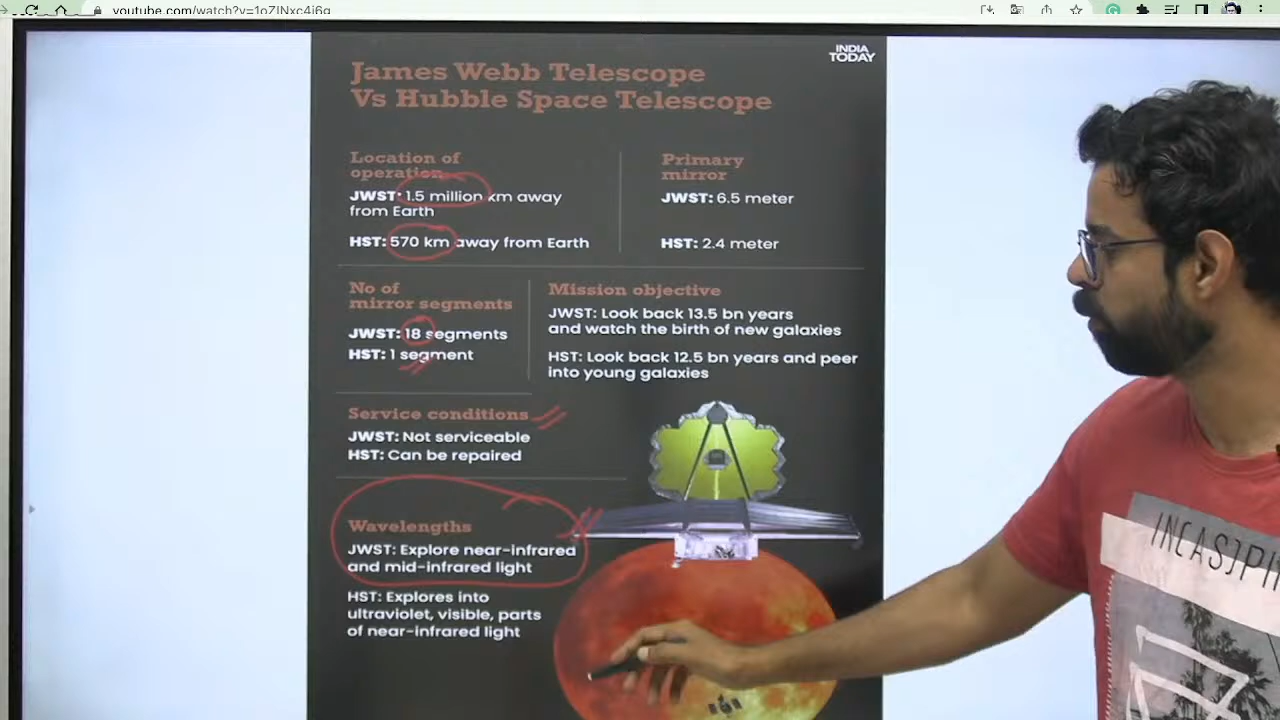 youtube.com/watch?v=1oZINxc4i6g
INDIA
TODAY
James Webb Telescope
Vs Hubble Space Telescope
Location of
operation
JWST: 1.5 million km away
from Earth
HST: 570 km away from Earth
Primary
mirror
JWST: 6.5 meter
HST: 2.4 meter
No of
mirror segments
JWST: 18 segments
HST: 1 segment
Mission objective
JWST: Look back 13.5 bn years
and watch the birth of new galaxies
HST: Look back 12.5 bn years and peer
into young galaxies
Service conditions
JWST: Not serviceable
HST: Can be repaired
Wavelengths
JWST: Explore near-infrared
and mid-infrared light
HST: Explores into
ultraviolet, visible, parts
of near-infrared light